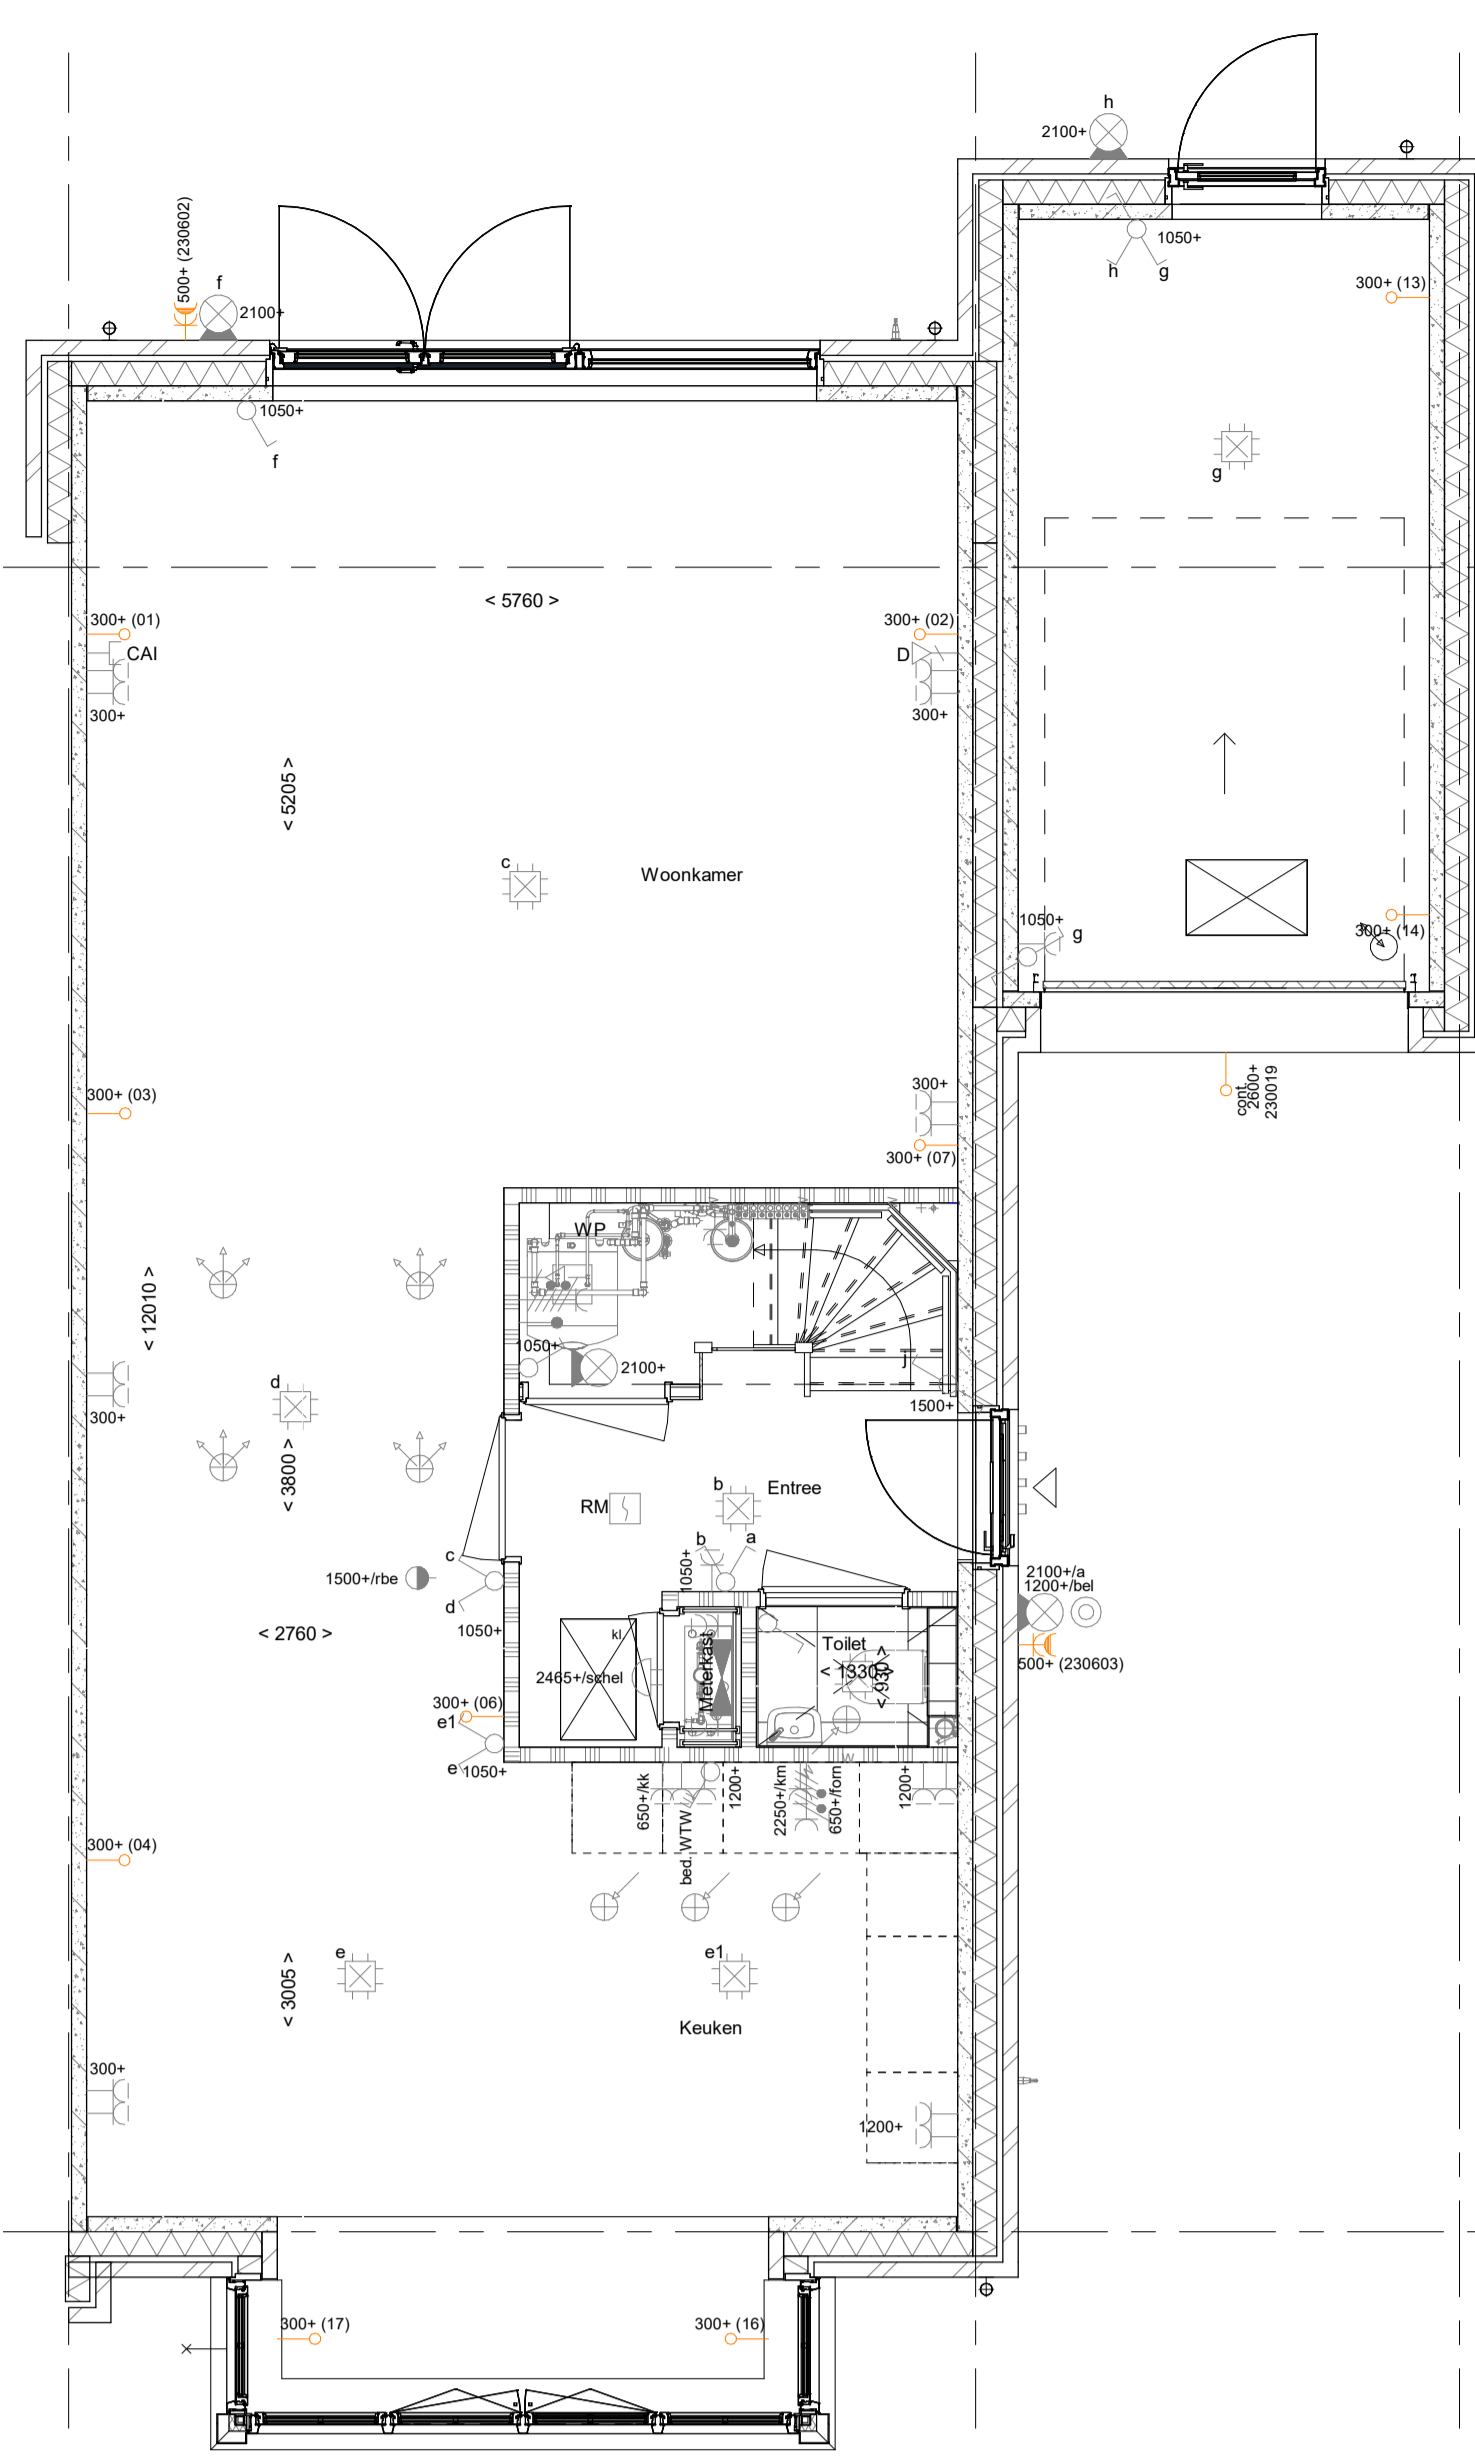 h
2100+
500+ (230602)
f
2100+
1050+
h
g
300+ (13)
1050+
f
g
< 5760 >
300+ (01)
CAI
300+
300+ (02)
D
300+
< 5205 >
c
Woonkamer
1050+
g
300+ (14)
300+ (03)
300+
300+ (07)
cont.
2600+
230019
WP
< 12010 >
1050+
2100+
j
1500+
d
300+
< 3800 >
RM
b
Entree
b
a
1050+
c
1500+/rbe
d
1050+
2100+/a
1200+/bel
< 2760 >
kl
2465+/schel
Meterkast
Toilet
< 1330 >
< 930 >
500+ (230603)
300+ (06)
e1
e
1050+
650+/kk
bed. WTW
1200+
2250+/km
650+/forn
1200+
300+ (04)
e
e1
< 3005 >
Keuken
300+
1200+
300+ (17)
300+ (16)